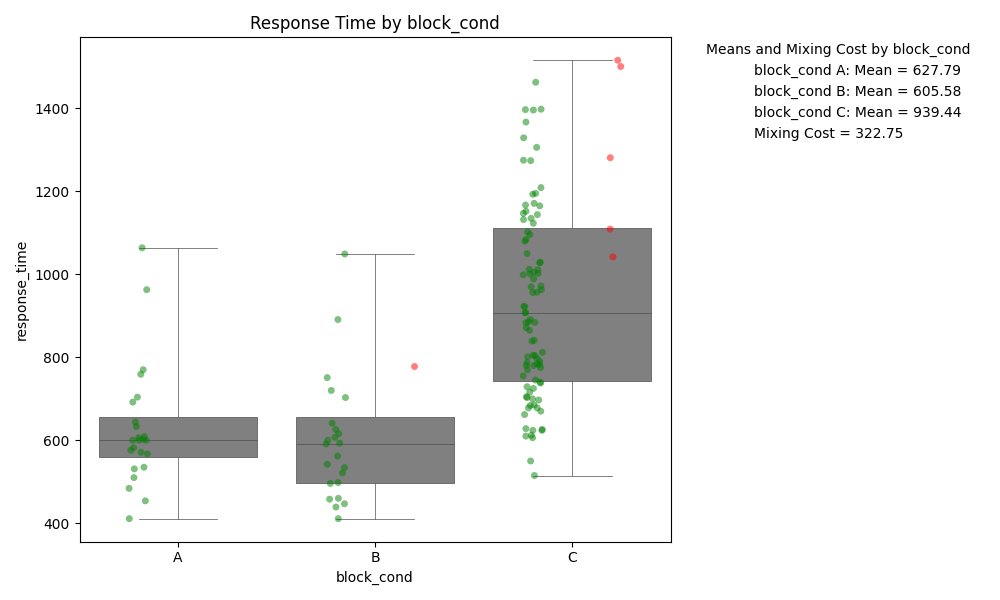 Response Time by block_cond
Means and Mixing Cost by block_cond
block_cond A: Mean = 627.79
block_cond B: Mean = 605.58
block_cond C: Mean = 939.44
Mixing Cost = 322.75
response_time
1400
1200
1000
800
600
400
A
B
C
block_cond